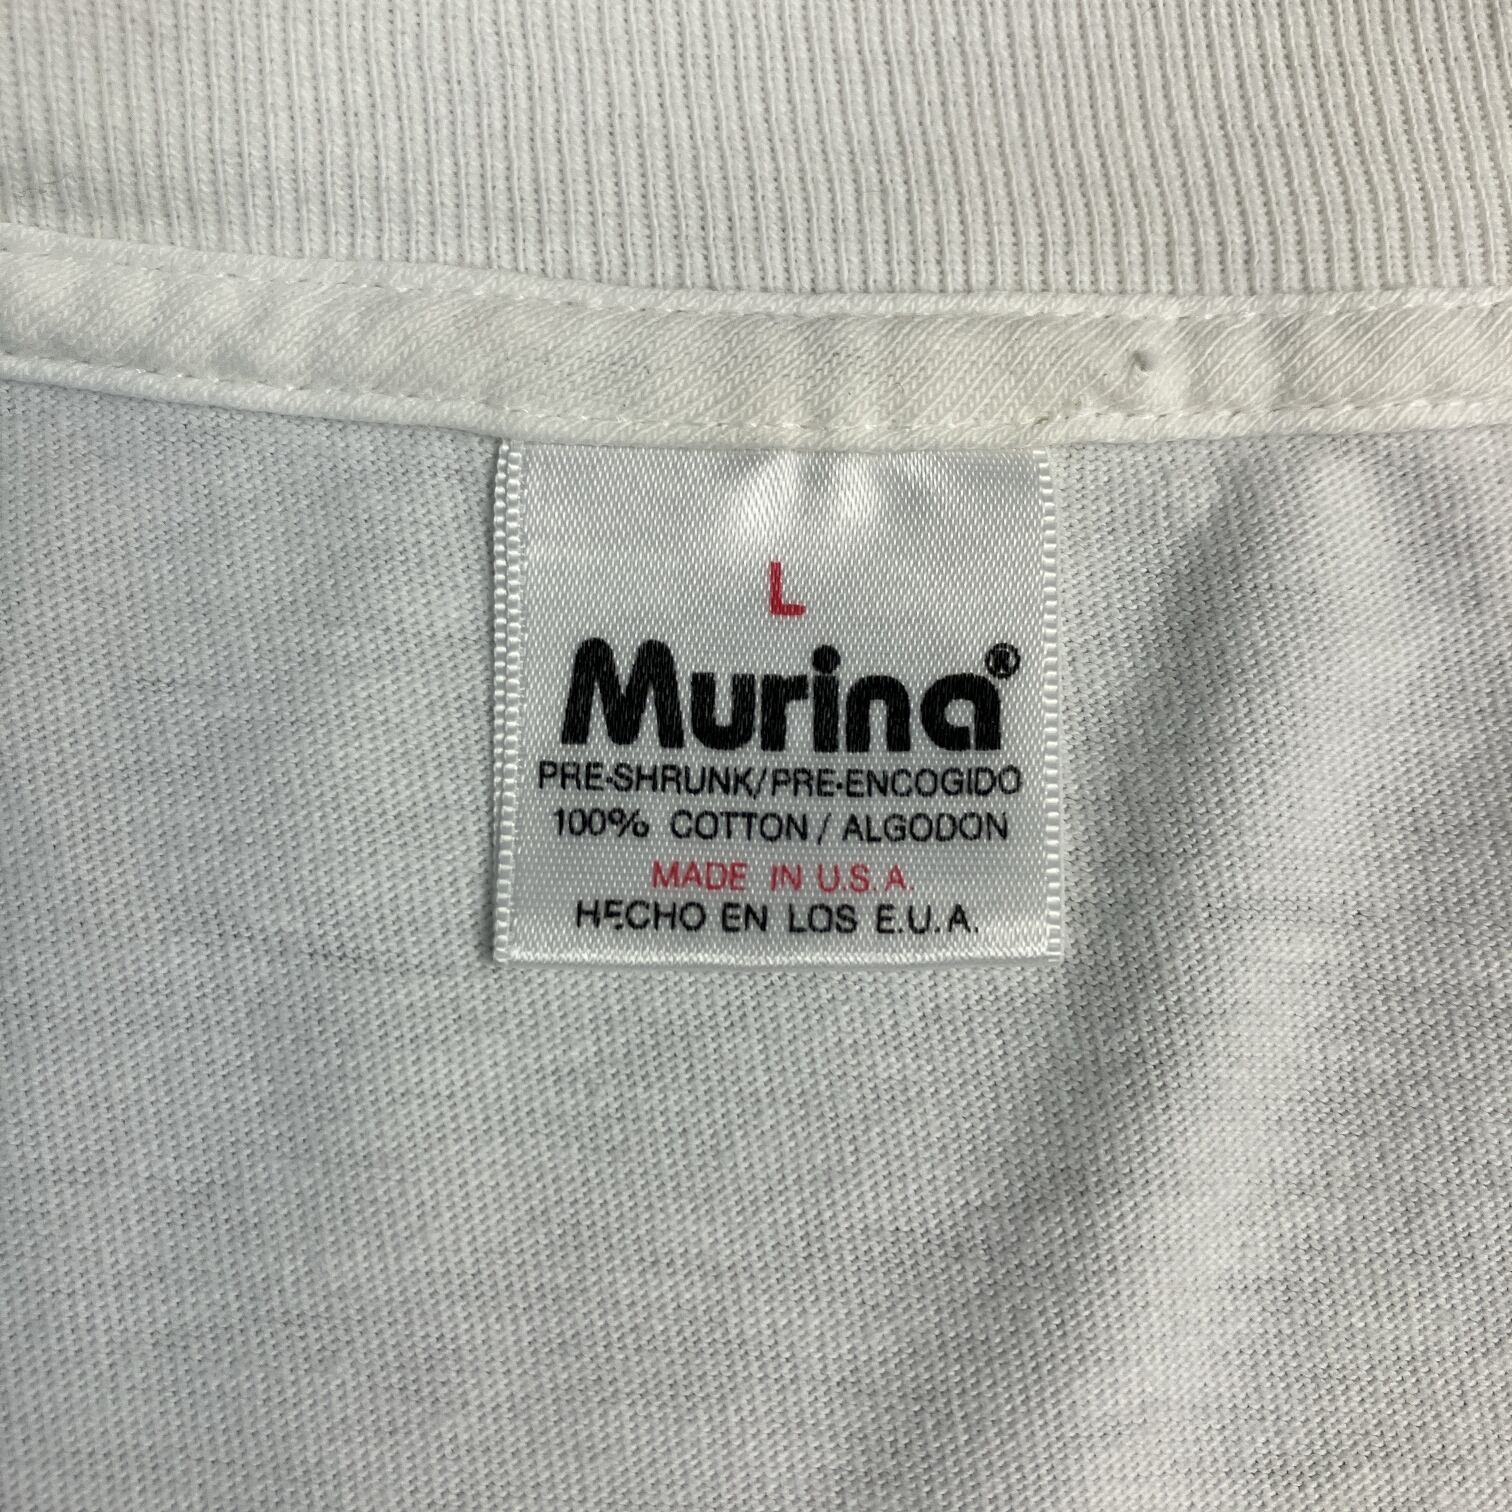 L
Murina®
PRE-SHRUNK/PRE-ENCOGIDO
100% COTTON / ALGODON
MADE IN U.S.A.
HECHO EN LOS E.U.A.